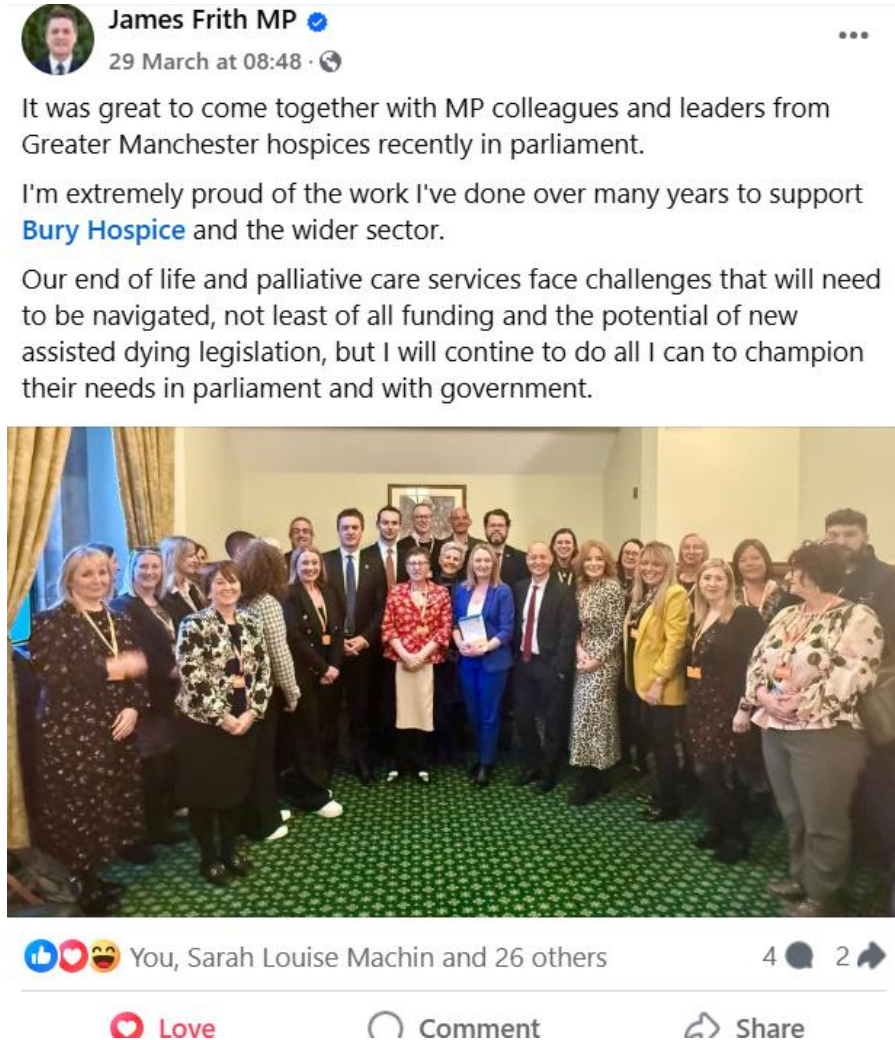 James Frith MP
29 March at 08:48 ·
It was great to come together with MP colleagues and leaders from
Greater Manchester hospices recently in parliament.
I'm extremely proud of the work I've done over many years to support
Bury Hospice and the wider sector.
Our end of life and palliative care services face challenges that will need
to be navigated, not least of all funding and the potential of new
assisted dying legislation, but I will contine to do all I can to champion
their needs in parliament and with government.
You, Sarah Louise Machin and 26 others
4 2
Love Comment Share